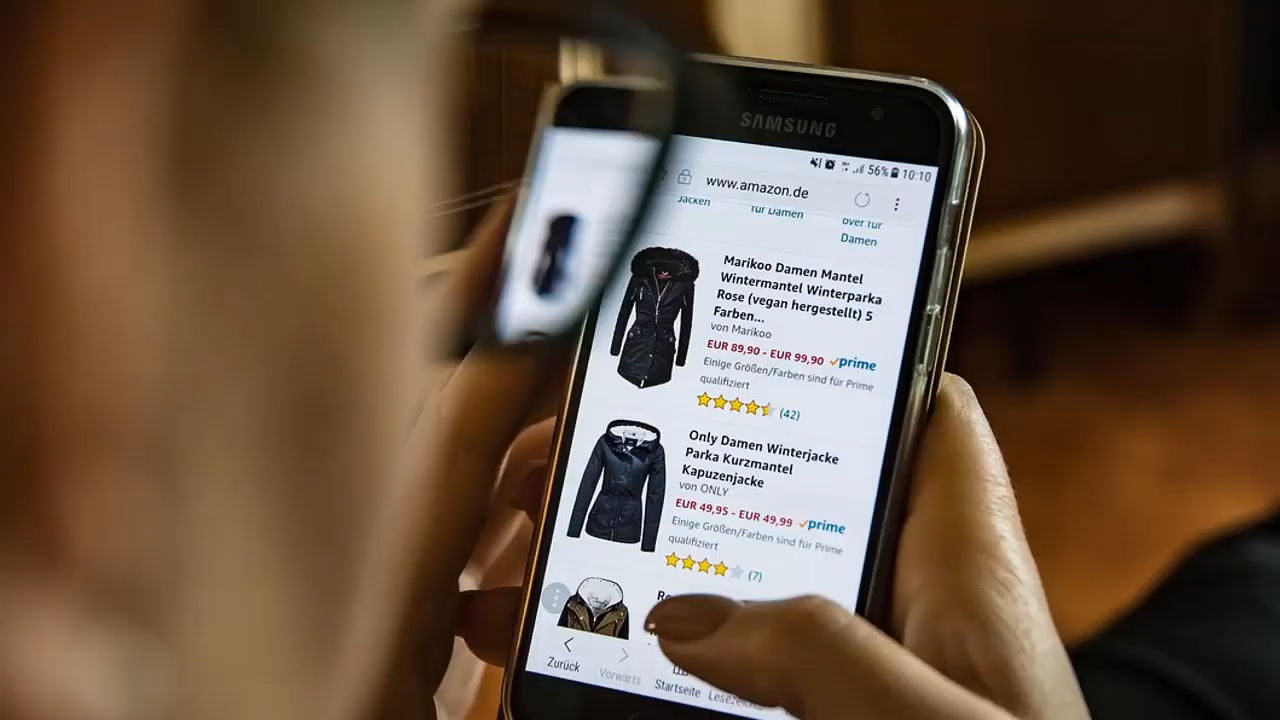 SAMSUNG
56% 10:10
www.amazon.de
Jacken
für Damen
over für
Damen
Marikoo Damen Mantel
Wintermantel Winterparka
Rose (vegan hergestellt) 5
Farben...
von Marikoo
EUR 89,90 - EUR 99,90 prime
Einige Größen/Farben sind für Prime
qualifiziert
(42)
Only Damen Winterjacke
Parka Kurzmantel
Kapuzenjacke
von ONLY
EUR 49,95 - EUR 49,99 prime
Einige Größen/Farben sind für Prime
qualifiziert
(7)
Zurück
Vorwärts
Startseite